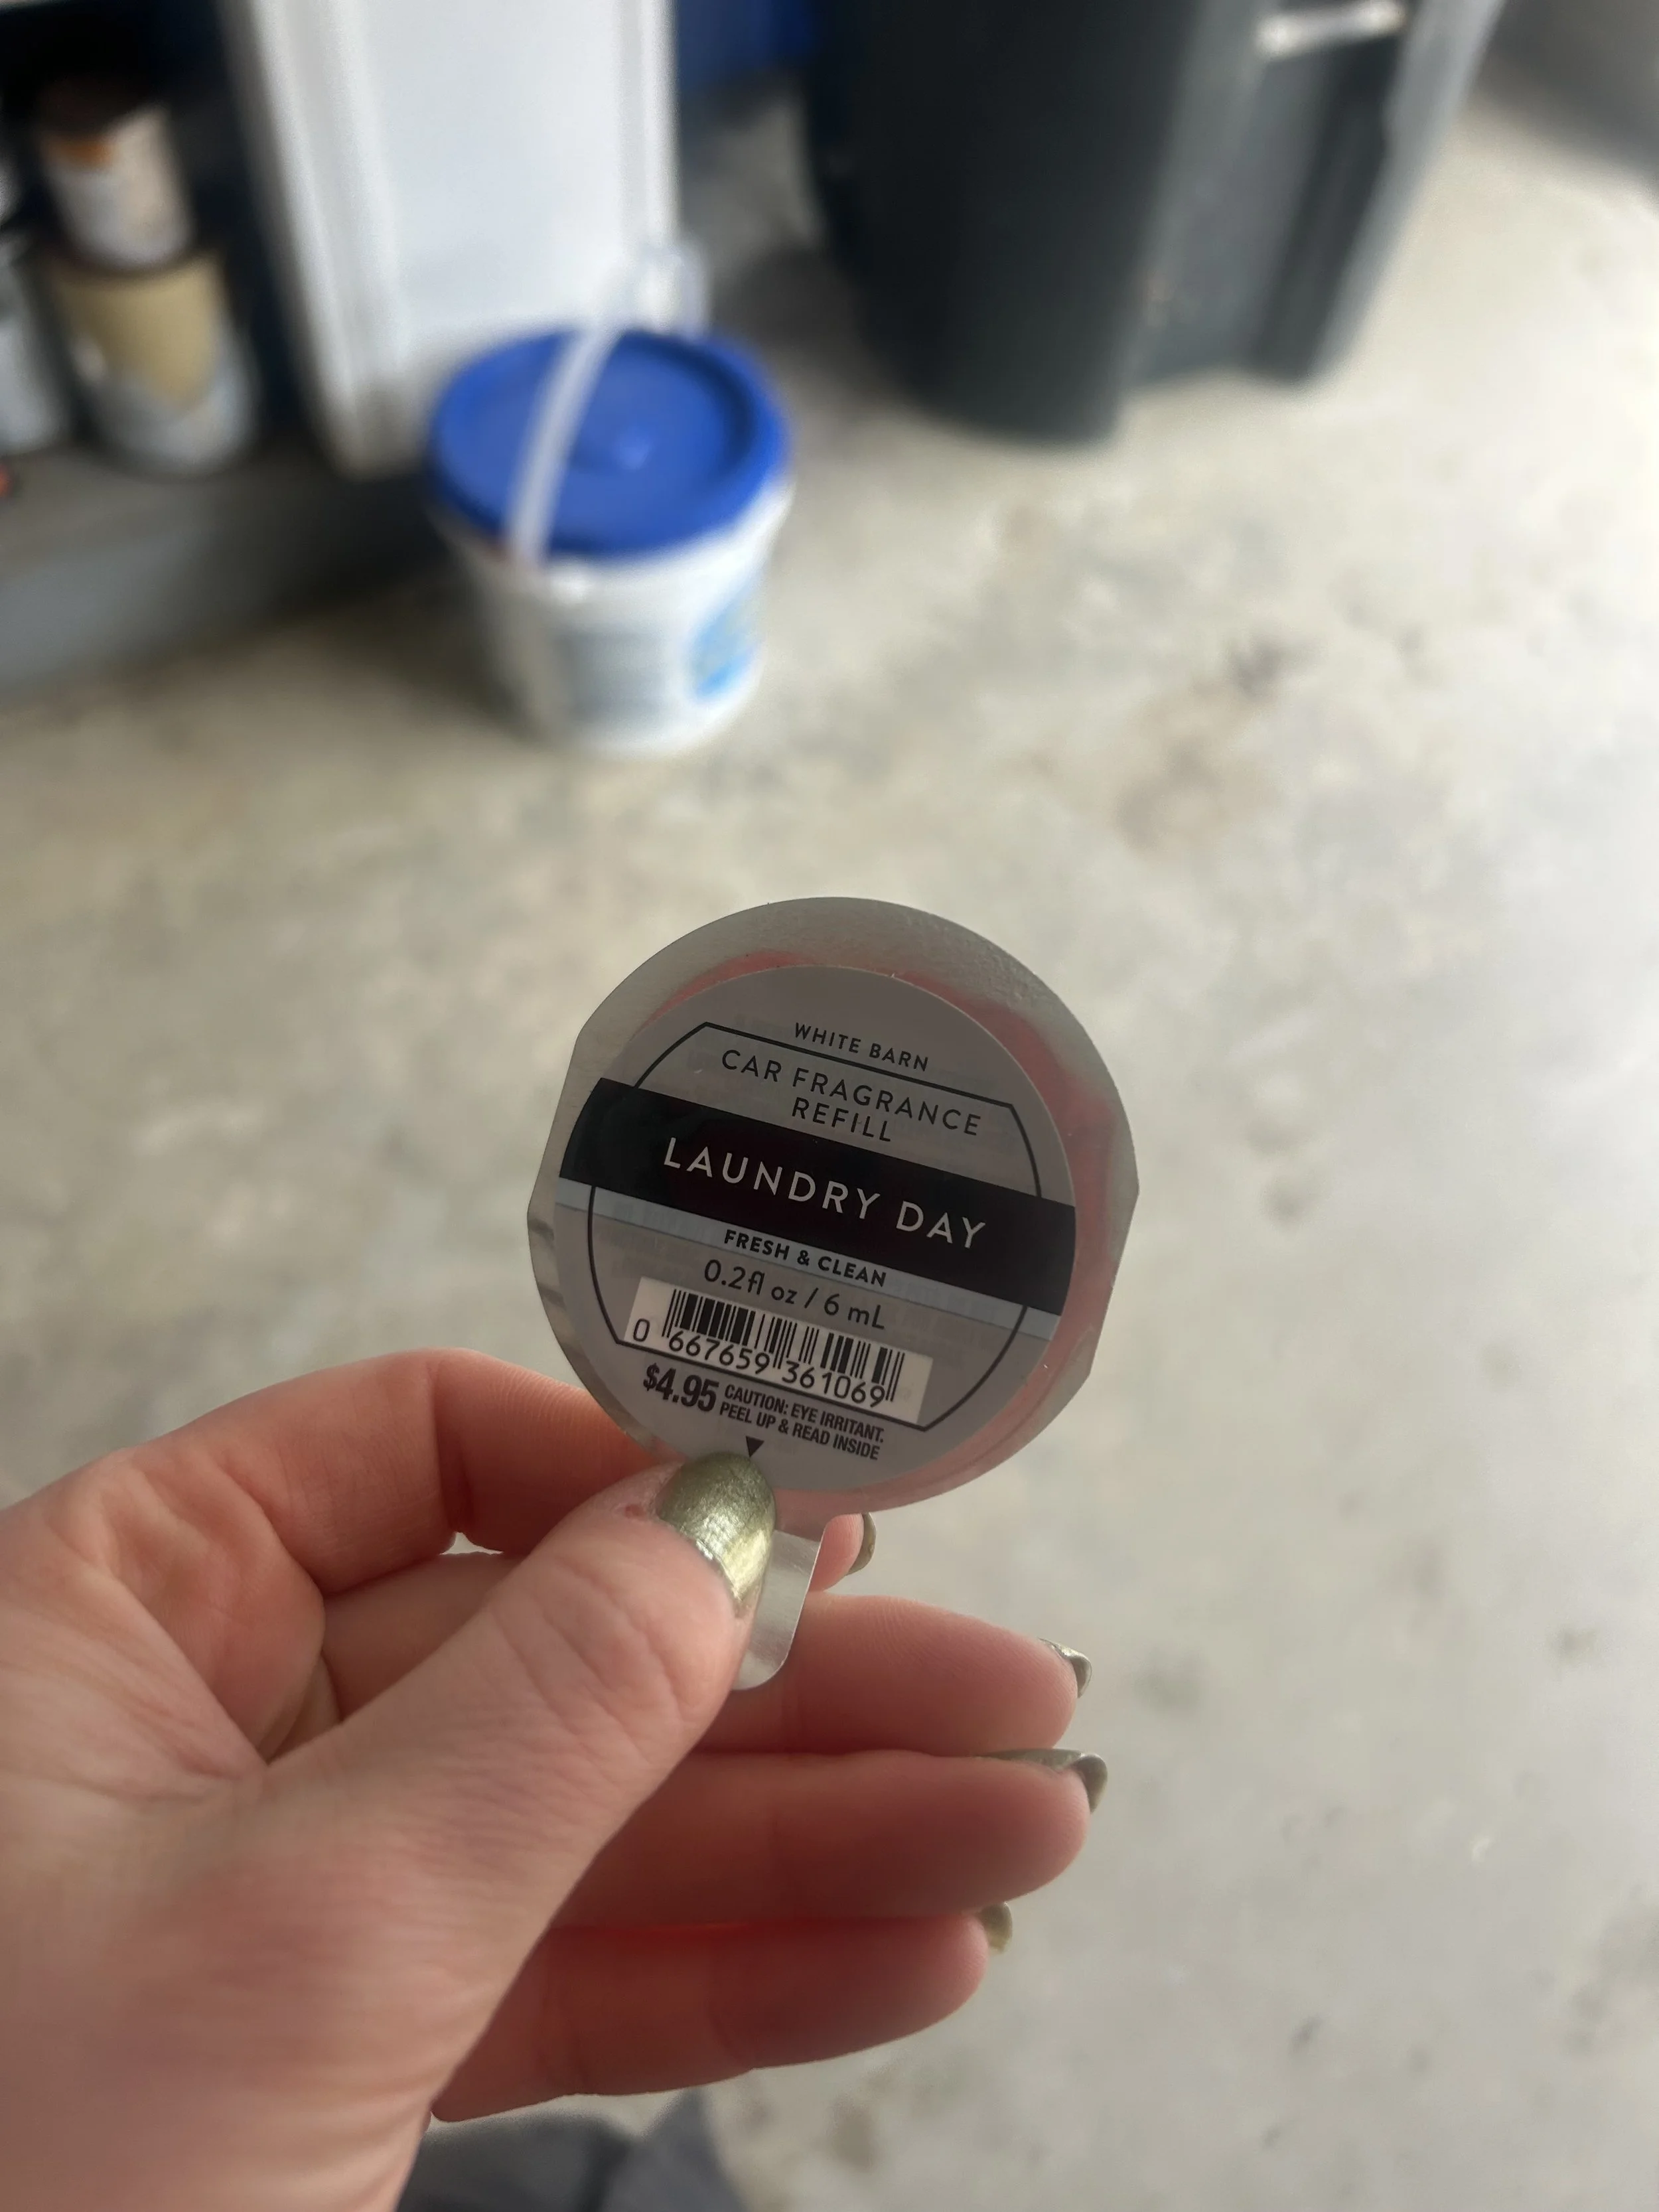 WHITE BARN
CAR FRAGRANCE
REFILL
LAUNDRY DAY
FRESH & CLEAN
0.2fl oz / 6 mL
0 667659 361069
$4.95 CAUTION: EYE IRRITANT.
PEEL UP & READ INSIDE